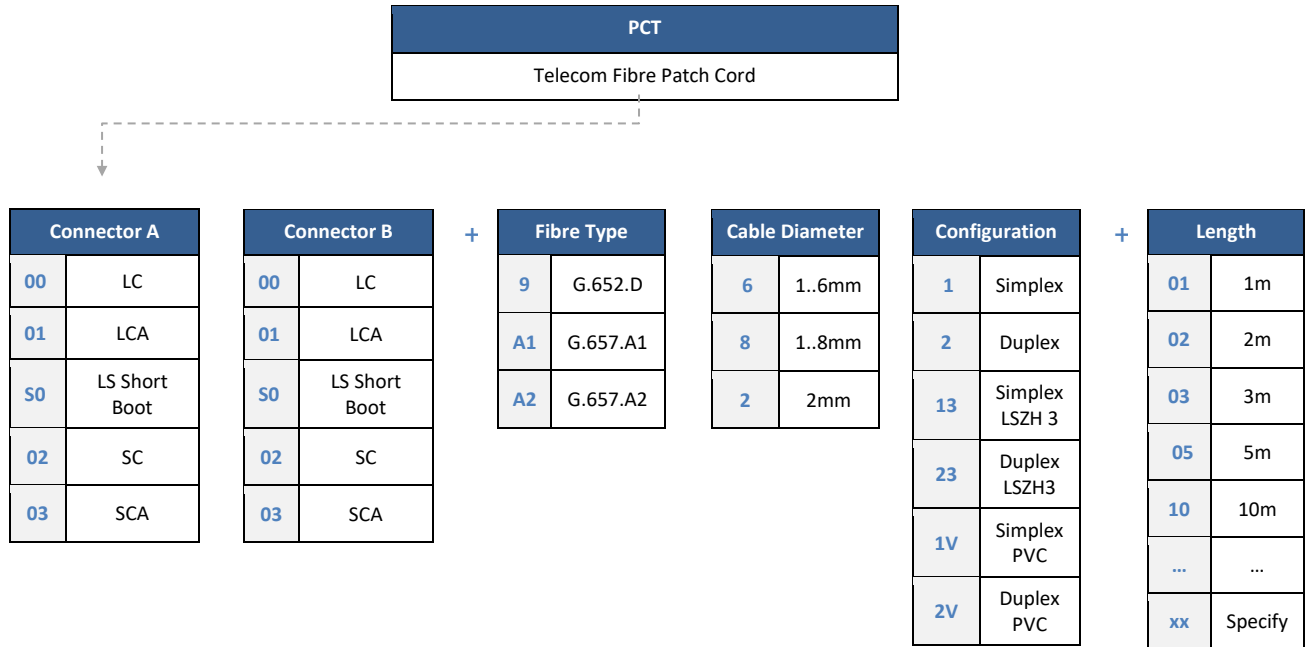 PCT
Telecom Fibre Patch Cord
Connector A
00 LC
01 LCA
S0 LS Short
Boot
02 SC
03 SCA
Connector B
00 LC
01 LCA
S0 LS Short
Boot
02 SC
03 SCA
+
Fibre Type
9 G.652.D
A1 G.657.A1
A2 G.657.A2
Cable Diameter
6 1..6mm
8 1..8mm
2 2mm
Configuration
1 Simplex
2 Duplex
13 Simplex
LSZH 3
23 Duplex
LSZH3
1V Simplex
PVC
2V Duplex
PVC
+
Length
01 1m
02 2m
03 3m
05 5m
10 10m
... ...
xx Specify